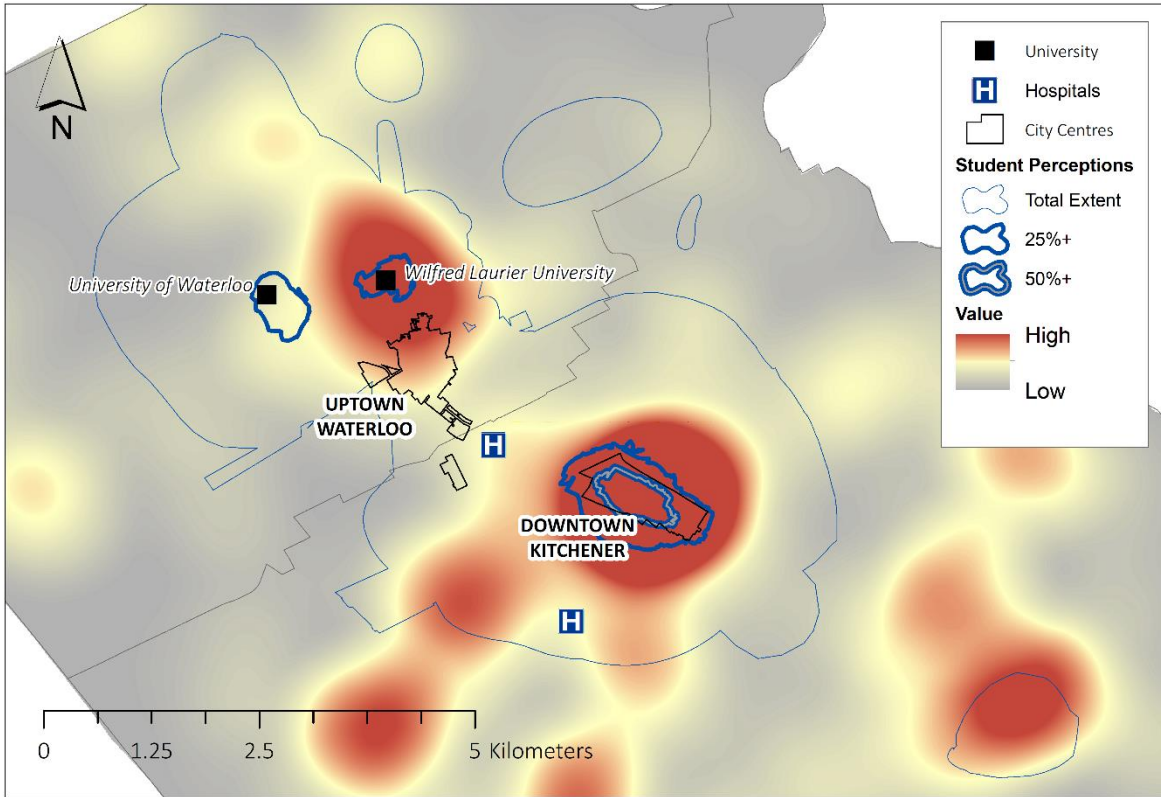 N
University of Waterloo
Wilfred Laurier University
UPTOWN
WATERLOO
H
DOWNTOWN
KITCHENER
H
0 1.25 2.5 5 Kilometers
University
H Hospitals
City Centres
Student Perceptions
Total Extent
25%+
50%+
Value
High
Low